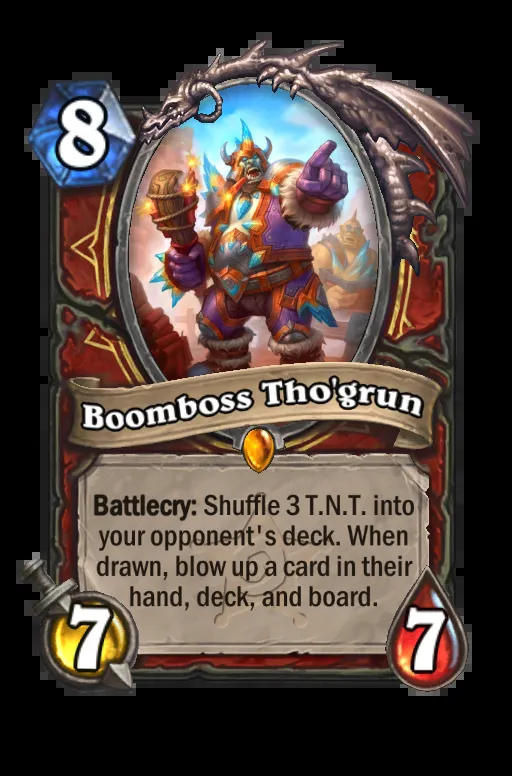 8
Boomboss Tho'grun
Battlecry: Shuffle 3 T.N.T. into
your opponent's deck. When
drawn, blow up a card in their
hand, deck, and board.
7
7